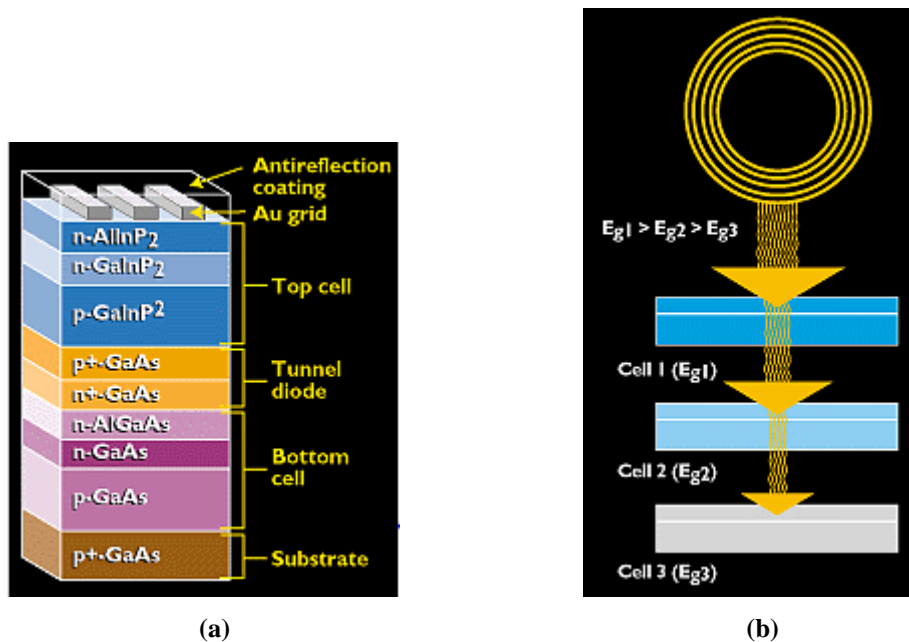 Antireflection
coating
Au grid
n-AlInP2
n-GaInP2
p-GaInP2
Top cell
p+-GaAs
n+-GaAs
Tunnel
diode
n-AlGaAs
n-GaAs
p-GaAs
Bottom
cell
p+-GaAs
Substrate
(a)
Eg1 > Eg2 > Eg3
Cell 1 (Eg1)
Cell 2 (Eg2)
Cell 3 (Eg3)
(b)